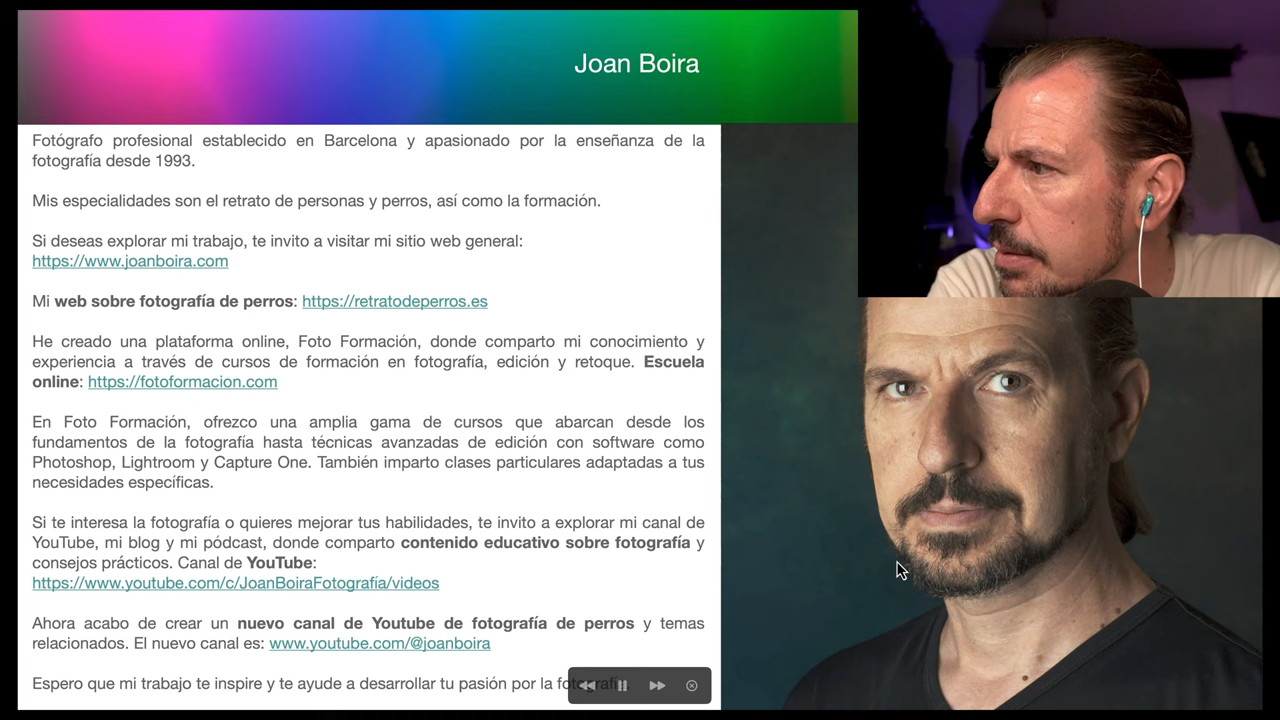 Joan Boira
Fotógrafo profesional establecido en Barcelona y apasionado por la enseñanza de la
fotografía desde 1993.
Mis especialidades son el retrato de personas y perros, así como la formación.
Si deseas explorar mi trabajo, te invito a visitar mi sitio web general:
https://www.joanboira.com
Mi web sobre fotografía de perros: https://retratodeperros.es
He creado una plataforma online, Foto Formación, donde comparto mi conocimiento y
experiencia a través de cursos de formación en fotografía, edición y retoque. Escuela
online: https://fotoformacion.com
En Foto Formación, ofrezco una amplia gama de cursos que abarcan desde los
fundamentos de la fotografía hasta técnicas avanzadas de edición con software como
Photoshop, Lightroom y Capture One. También imparto clases particulares adaptadas a tus
necesidades específicas.
Si te interesa la fotografía o quieres mejorar tus habilidades, te invito a explorar mi canal de
YouTube, mi blog y mi pódcast, donde comparto contenido educativo sobre fotografía y
consejos prácticos. Canal de YouTube:
https://www.youtube.com/c/JoanBoiraFotografía/videos
Ahora acabo de crear un nuevo canal de Youtube de fotografía de perros y temas
relacionados. El nuevo canal es: www.youtube.com/@joanboira
Espero que mi trabajo te inspire y te ayude a desarrollar tu pasión por la